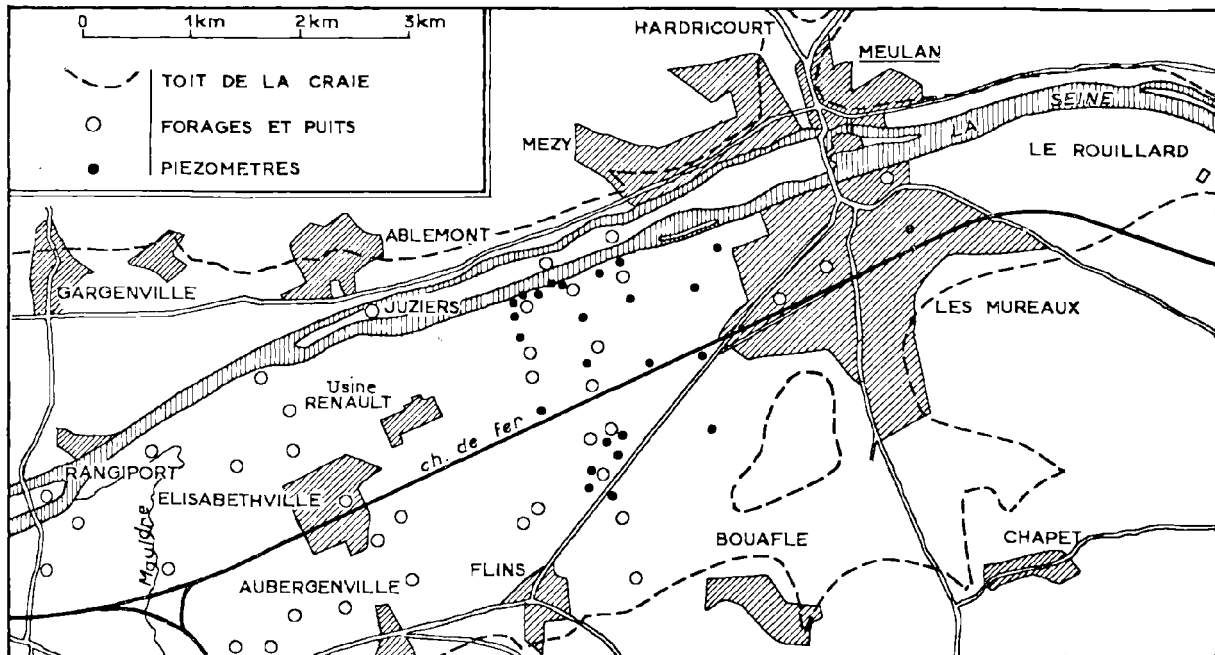 0 1km 2km 3km
TOIT DE LA CRAIE
FORAGES ET PUITS
PIEZOMETRES
HARDRICOURT
MEULAN
MEZY
LA SEINE
LE ROUILLARD
ABLEMONT
GARGENVILLE
JUZIERS
LES MUREAUX
Usine
RENAULT
ch. de fer
RANGIPORT
ELISABETHVILLE
Mauldre
BOUAFLE
CHAPET
FLINS
AUBERGENVILLE